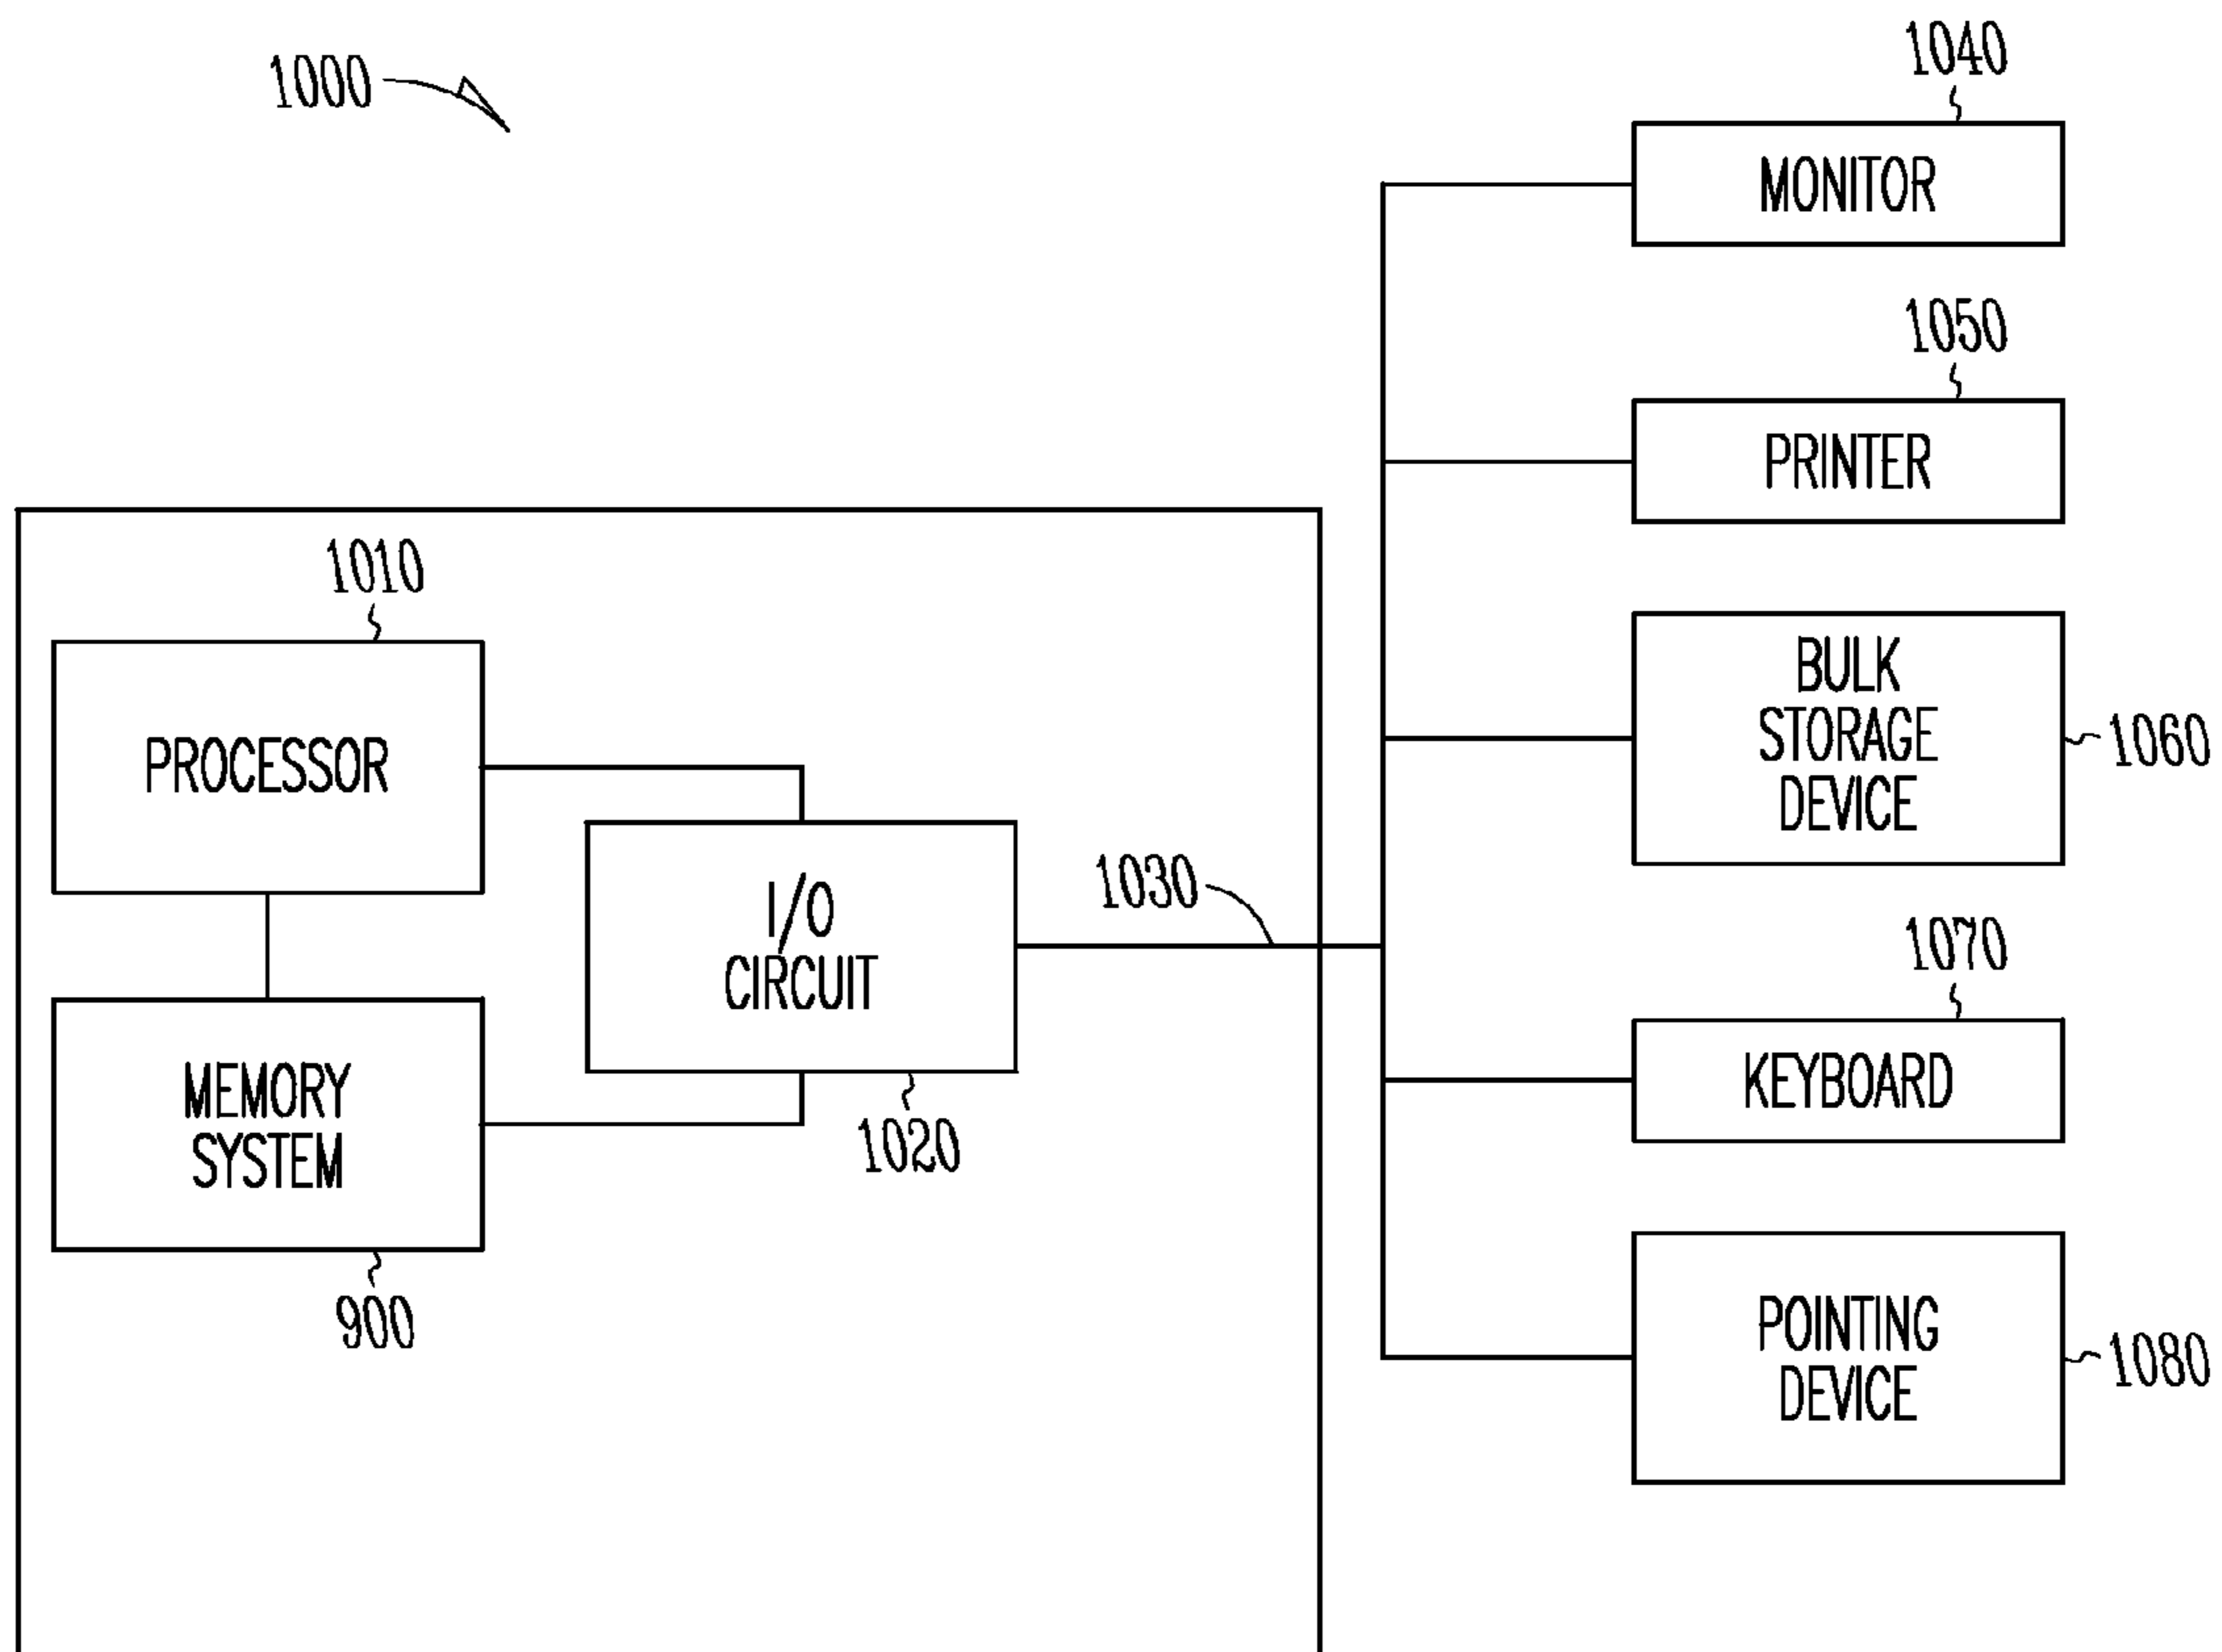 1000
1040
MONITOR
1050
PRINTER
1010
PROCESSOR
BULK
STORAGE
DEVICE
1060
I/O
CIRCUIT
1030
1020
1070
KEYBOARD
MEMORY
SYSTEM
900
POINTING
DEVICE
1080